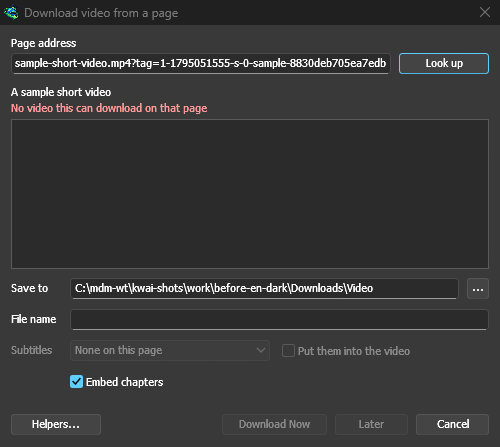 Download video from a page
Page address
sample-short-video.mp4?tag=1-1795051555-s-0-sample-8830deb705ea7edb
Look up
A sample short video
No video this can download on that page
Save to
C:\mdm-wt\kwai-shots\work\before-en-dark\Downloads\Video
...
File name
Subtitles
None on this page
Put them into the video
Embed chapters
Helpers...
Download Now
Later
Cancel